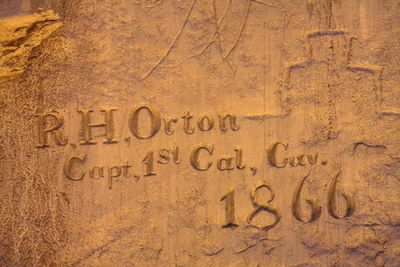 R.H.Orton
Capt, 1st Cal, Cav.
1866